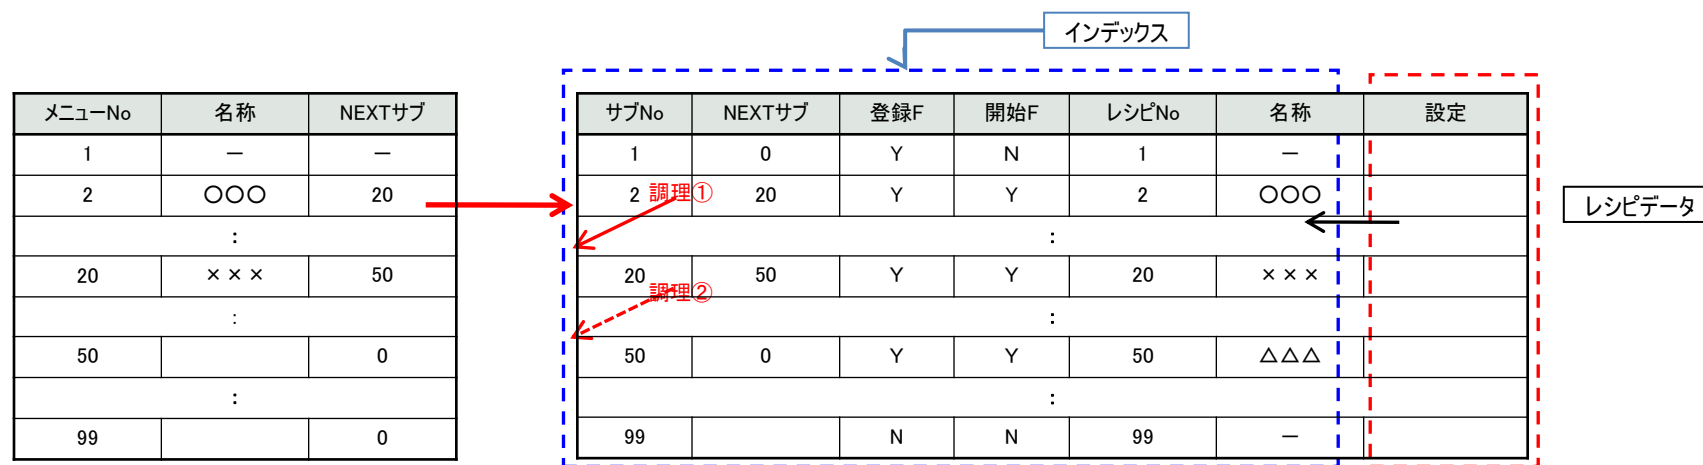 インデックス
メニューNo 名称 NEXTサブ
1 － －
2 〇〇〇 20
：
20 ××× 50
：
50 0
：
99 0
サブNo NEXTサブ 登録F 開始F レシピNo 名称 設定
1 0 Y N 1 －
2 20 Y Y 2 〇〇〇
調理①
：
20 50 Y Y 20 ×××
調理②
：
50 0 Y Y 50 △△△
：
99 N N 99 －
レシピデータ